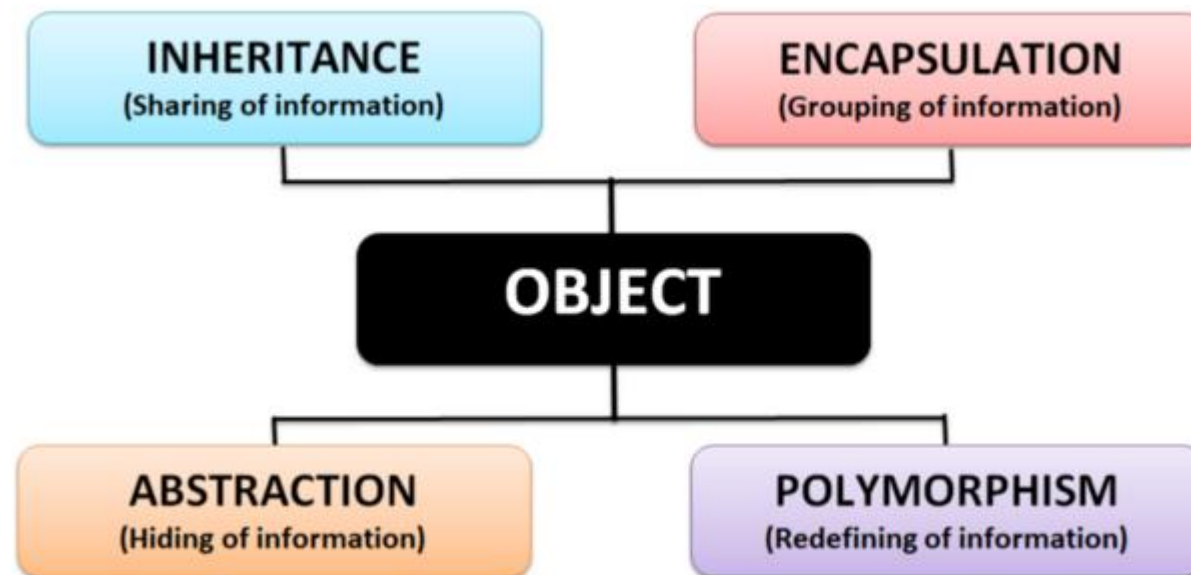 INHERITANCE
(Sharing of information)
ENCAPSULATION
(Grouping of information)
OBJECT
ABSTRACTION
(Hiding of information)
POLYMORPHISM
(Redefining of information)